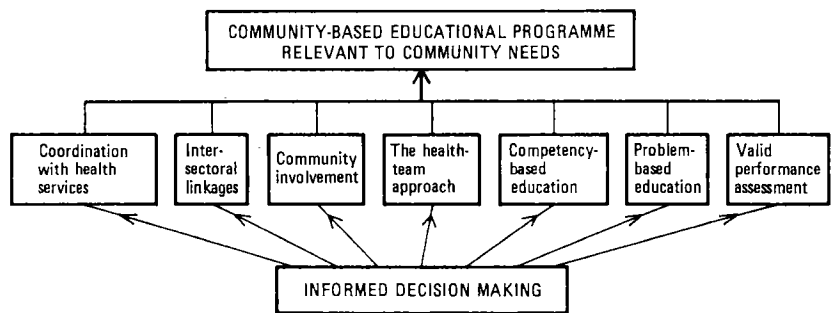 COMMUNITY-BASED EDUCATIONAL PROGRAMME
RELEVANT TO COMMUNITY NEEDS
Coordination
with health
services
Inter-
sectoral
linkages
Community
involvement
The health-
team
approach
Competency-
based
education
Problem-
based
education
Valid
performance
assessment
INFORMED DECISION MAKING